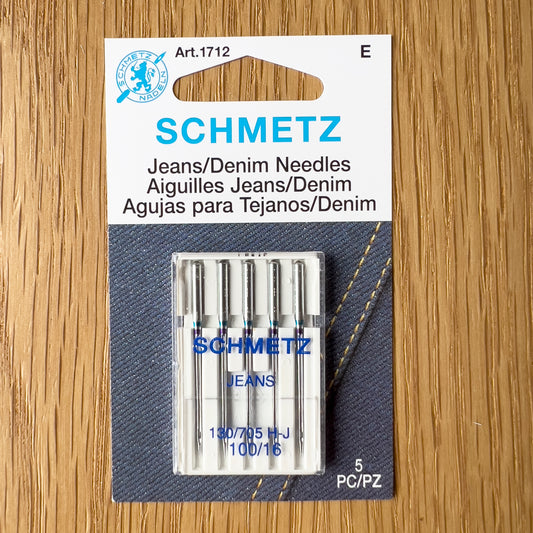 SCHMETZ
NADELN
Art.1712
E
SCHMETZ
Jeans/Denim Needles
Aiguilles Jeans/Denim
Agujas para Tejanos/Denim
SCHMETZ
JEANS
130/705 H-J
100/16
5
PC/PZ